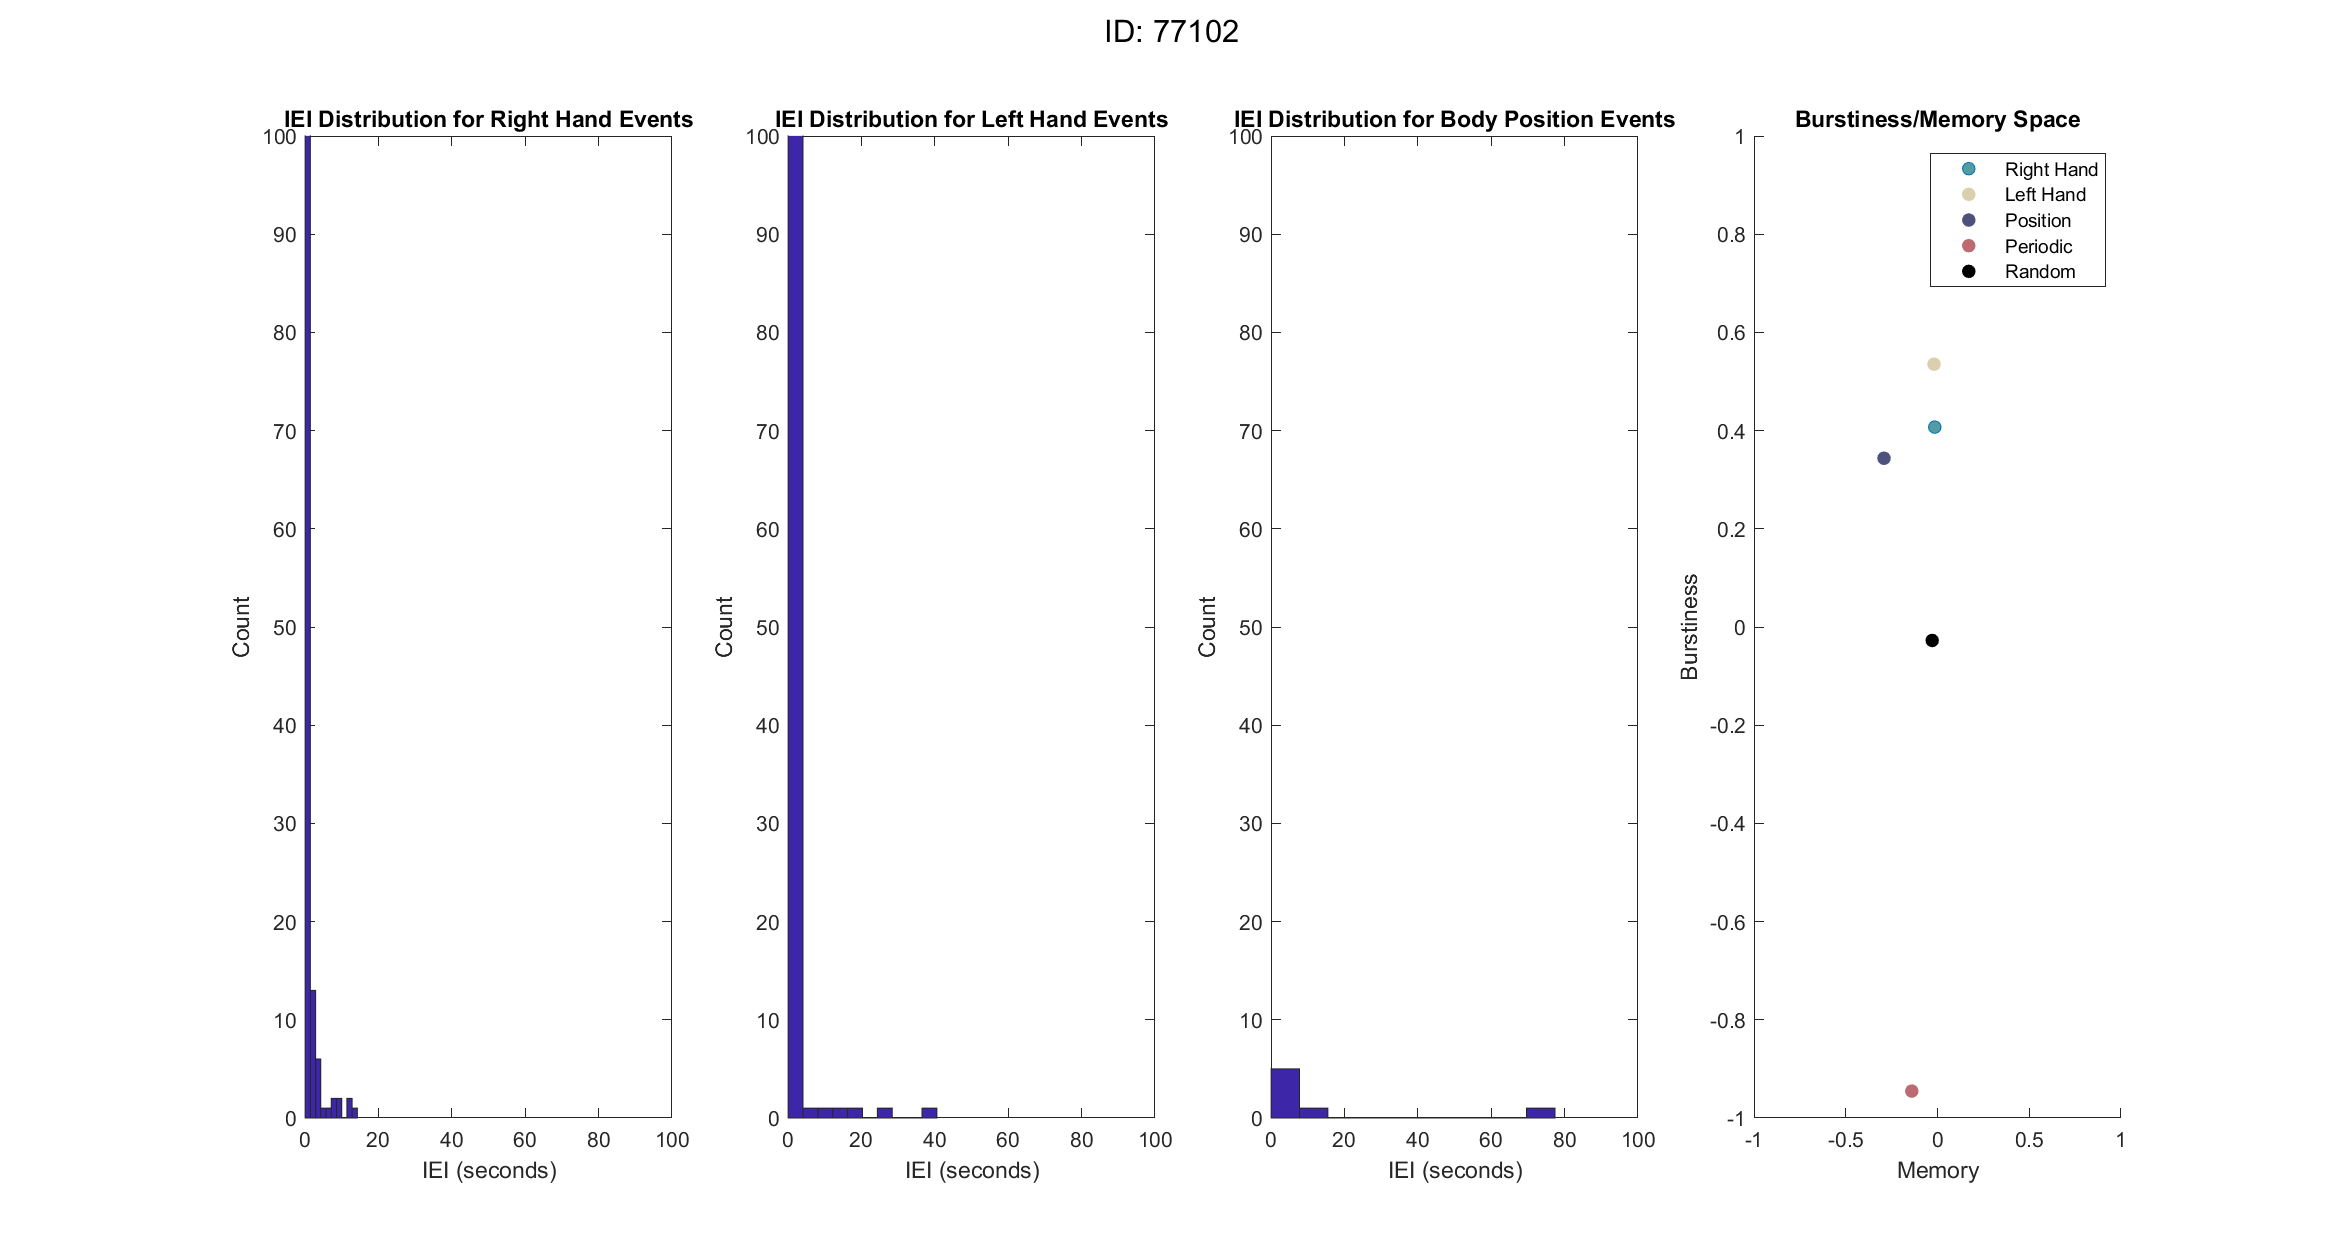 ID: 77102
IEI Distribution for Right Hand Events
100
90
80
70
60
50
40
30
20
10
0
Count
0 20 40 60 80 100
IEI (seconds)
IEI Distribution for Left Hand Events
100
90
80
70
60
50
40
30
20
10
0
Count
0 20 40 60 80 100
IEI (seconds)
IEI Distribution for Body Position Events
100
90
80
70
60
50
40
30
20
10
0
Count
0 20 40 60 80 100
IEI (seconds)
Burstiness/Memory Space
1
0.8
0.6
0.4
0.2
0
-0.2
-0.4
-0.6
-0.8
-1
Burstiness
Right Hand
Left Hand
Position
Periodic
Random
-1 -0.5 0 0.5 1
Memory